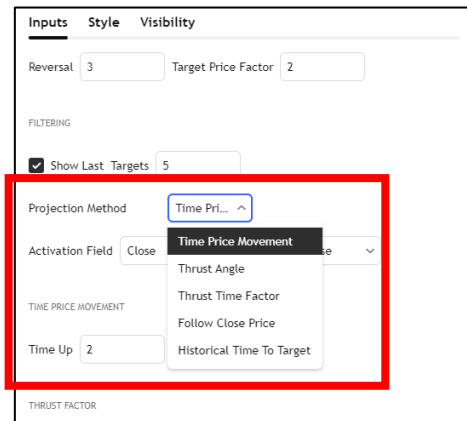 Inputs Style Visibility
Reversal 3 Target Price Factor 2
FILTERING
Show Last Targets 5
Projection Method Time Pri...
Time Price Movement
Activation Field Close se
Thrust Angle
Thrust Time Factor
TIME PRICE MOVEMENT
Follow Close Price
Time Up 2
Historical Time To Target
THRUST FACTOR